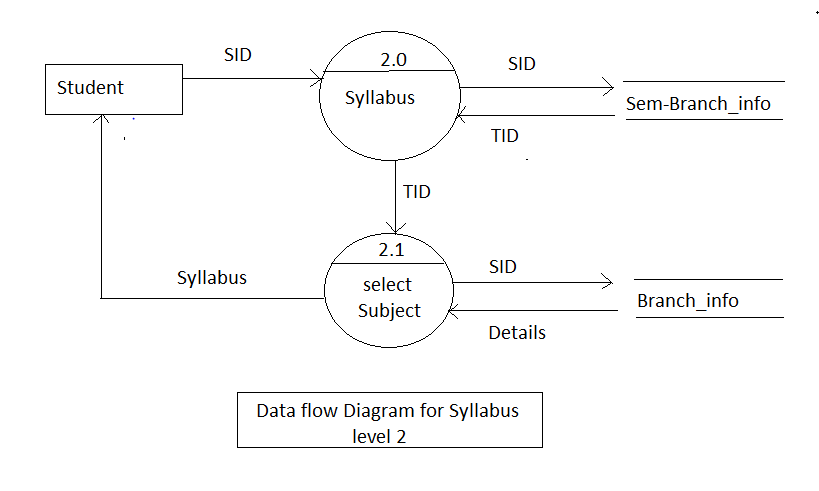 SID
2.0
SID
Student
Syllabus
Sem-Branch_info
TID
TID
2.1
SID
Syllabus
select
Subject
Branch_info
Details
Data flow Diagram for Syllabus
level 2